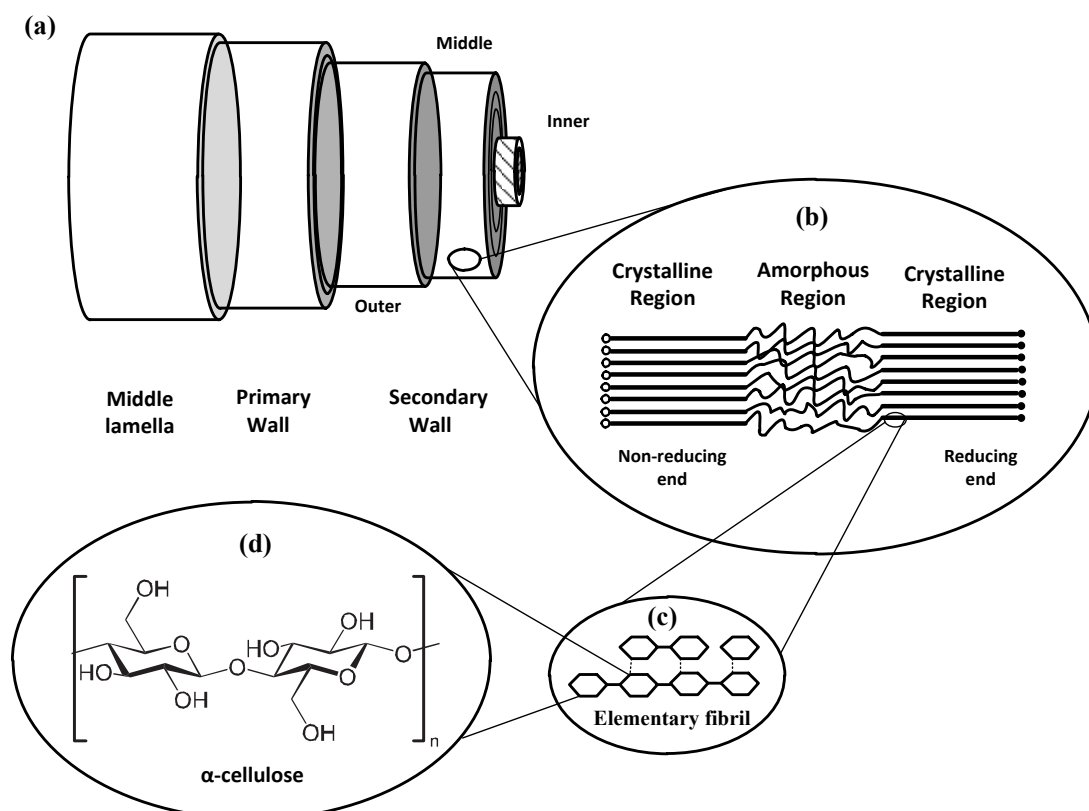 (a)
Middle
Inner
Outer
Middle
lamella
Primary
Wall
Secondary
Wall
(b)
Crystalline
Region
Amorphous
Region
Crystalline
Region
Non-reducing
end
Reducing
end
(c)
Elementary fibril
(d)
OH
HO
OH
O
HO
O
O
O
HO
OH
OH
n
α-cellulose